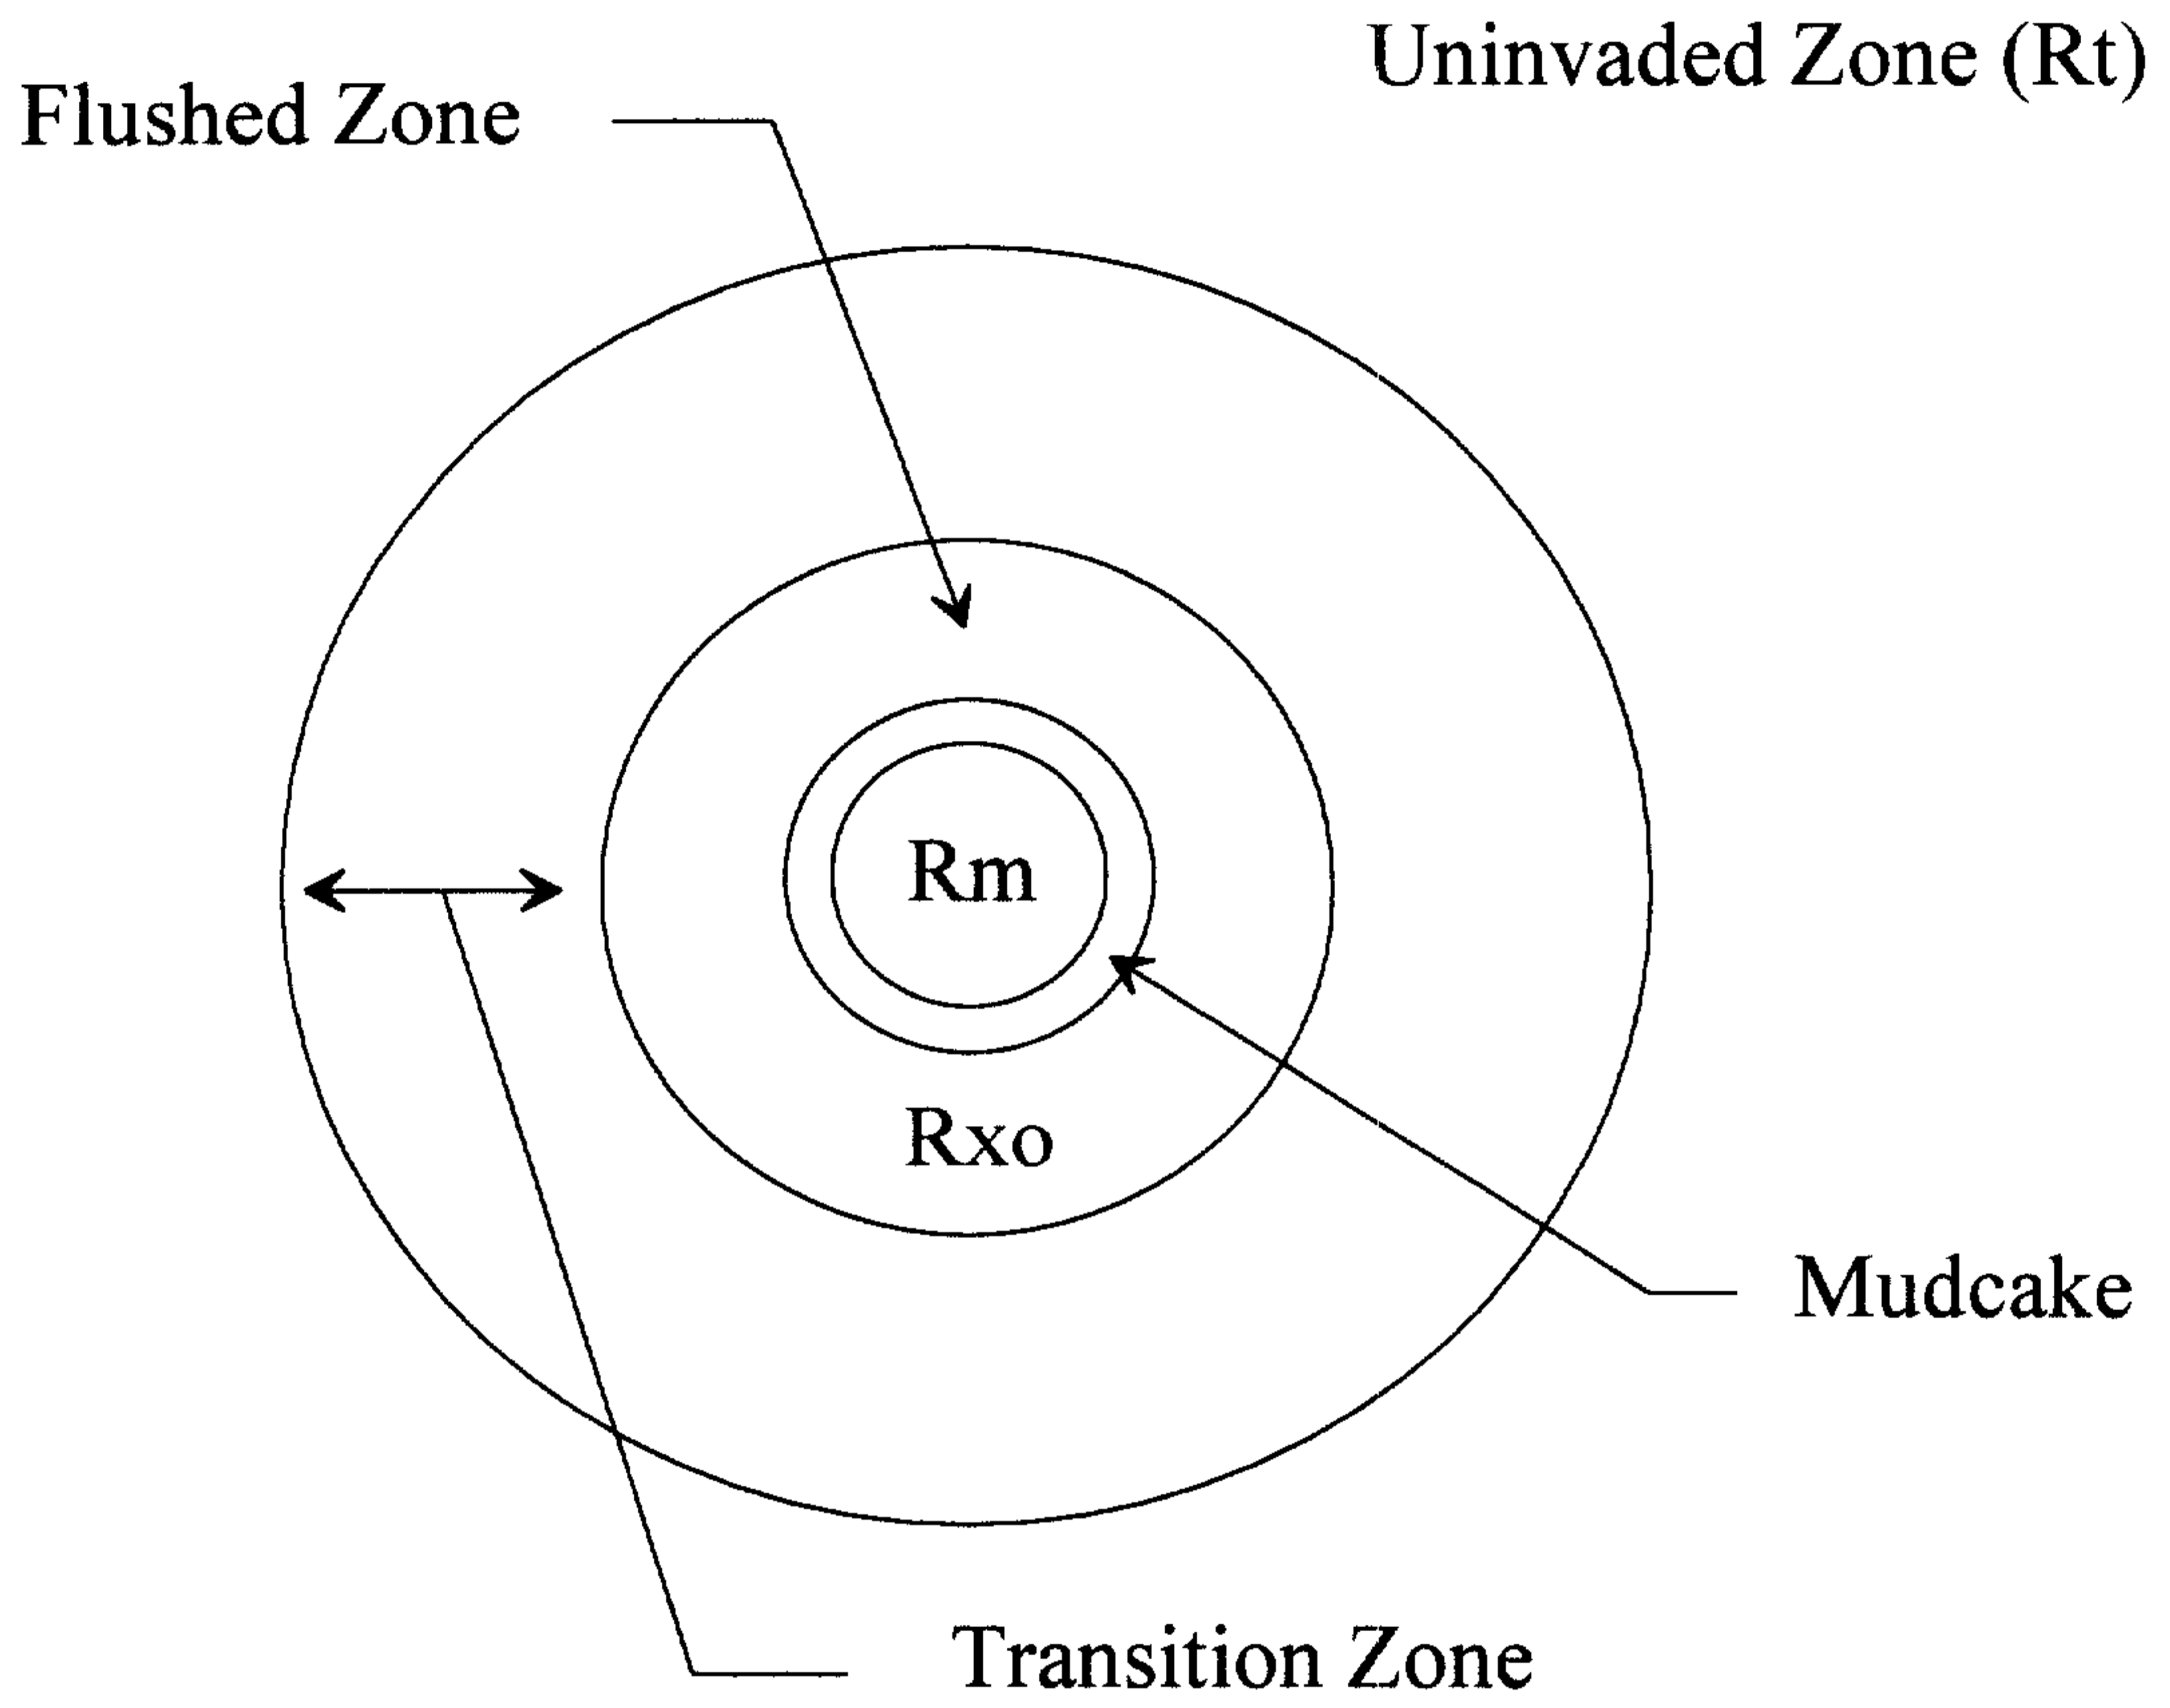 Uninvaded Zone (Rt)
Flushed Zone
Rm
Rxo
Mudcake
Transition Zone